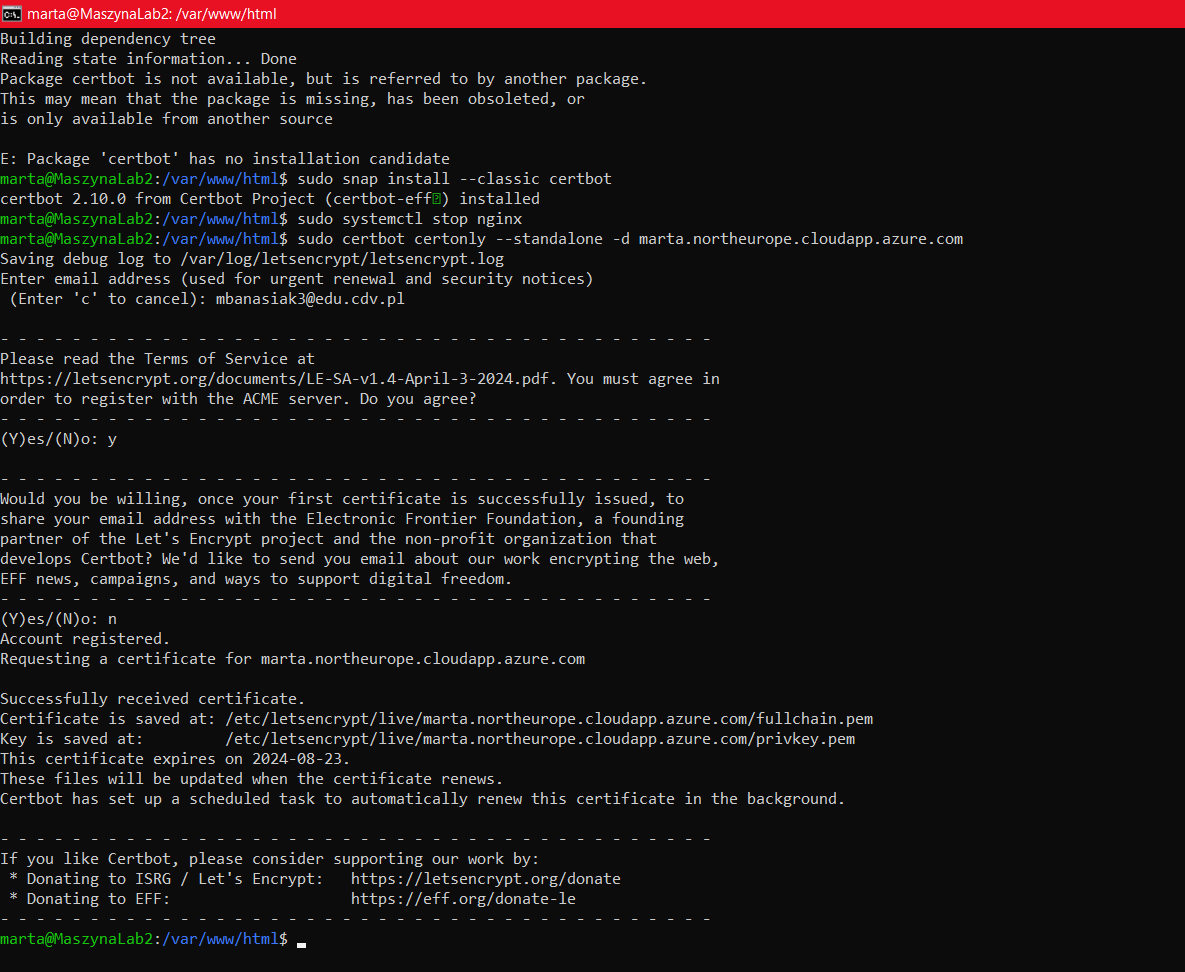 marta@MaszynaLab2: /var/www/html
Building dependency tree
Reading state information... Done
Package certbot is not available, but is referred to by another package.
This may mean that the package is missing, has been obsoleted, or
is only available from another source
E: Package 'certbot' has no installation candidate
marta@MaszynaLab2:/var/www/html$ sudo snap install --classic certbot
certbot 2.10.0 from Certbot Project (certbot-eff) installed
marta@MaszynaLab2:/var/www/html$ sudo systemctl stop nginx
marta@MaszynaLab2:/var/www/html$ sudo certbot certonly --standalone -d marta.northeurope.cloudapp.azure.com
Saving debug log to /var/log/letsencrypt/letsencrypt.log
Enter email address (used for urgent renewal and security notices)
 (Enter 'c' to cancel): mbanasiak3@edu.cdv.pl
- - - - - - - - - - - - - - - - - - - - - - - - - - - - - - - - - - - - - - - -
Please read the Terms of Service at
https://letsencrypt.org/documents/LE-SA-v1.4-April-3-2024.pdf. You must agree in
order to register with the ACME server. Do you agree?
- - - - - - - - - - - - - - - - - - - - - - - - - - - - - - - - - - - - - - - -
(Y)es/(N)o: y
- - - - - - - - - - - - - - - - - - - - - - - - - - - - - - - - - - - - - - - -
Would you be willing, once your first certificate is successfully issued, to
share your email address with the Electronic Frontier Foundation, a founding
partner of the Let's Encrypt project and the non-profit organization that
develops Certbot? We'd like to send you email about our work encrypting the web,
EFF news, campaigns, and ways to support digital freedom.
- - - - - - - - - - - - - - - - - - - - - - - - - - - - - - - - - - - - - - - -
(Y)es/(N)o: n
Account registered.
Requesting a certificate for marta.northeurope.cloudapp.azure.com
Successfully received certificate.
Certificate is saved at: /etc/letsencrypt/live/marta.northeurope.cloudapp.azure.com/fullchain.pem
Key is saved at:         /etc/letsencrypt/live/marta.northeurope.cloudapp.azure.com/privkey.pem
This certificate expires on 2024-08-23.
These files will be updated when the certificate renews.
Certbot has set up a scheduled task to automatically renew this certificate in the background.
- - - - - - - - - - - - - - - - - - - - - - - - - - - - - - - - - - - - - - - -
If you like Certbot, please consider supporting our work by:
 * Donating to ISRG / Let's Encrypt:   https://letsencrypt.org/donate
 * Donating to EFF:                    https://eff.org/donate-le
- - - - - - - - - - - - - - - - - - - - - - - - - - - - - - - - - - - - - - - -
marta@MaszynaLab2:/var/www/html$